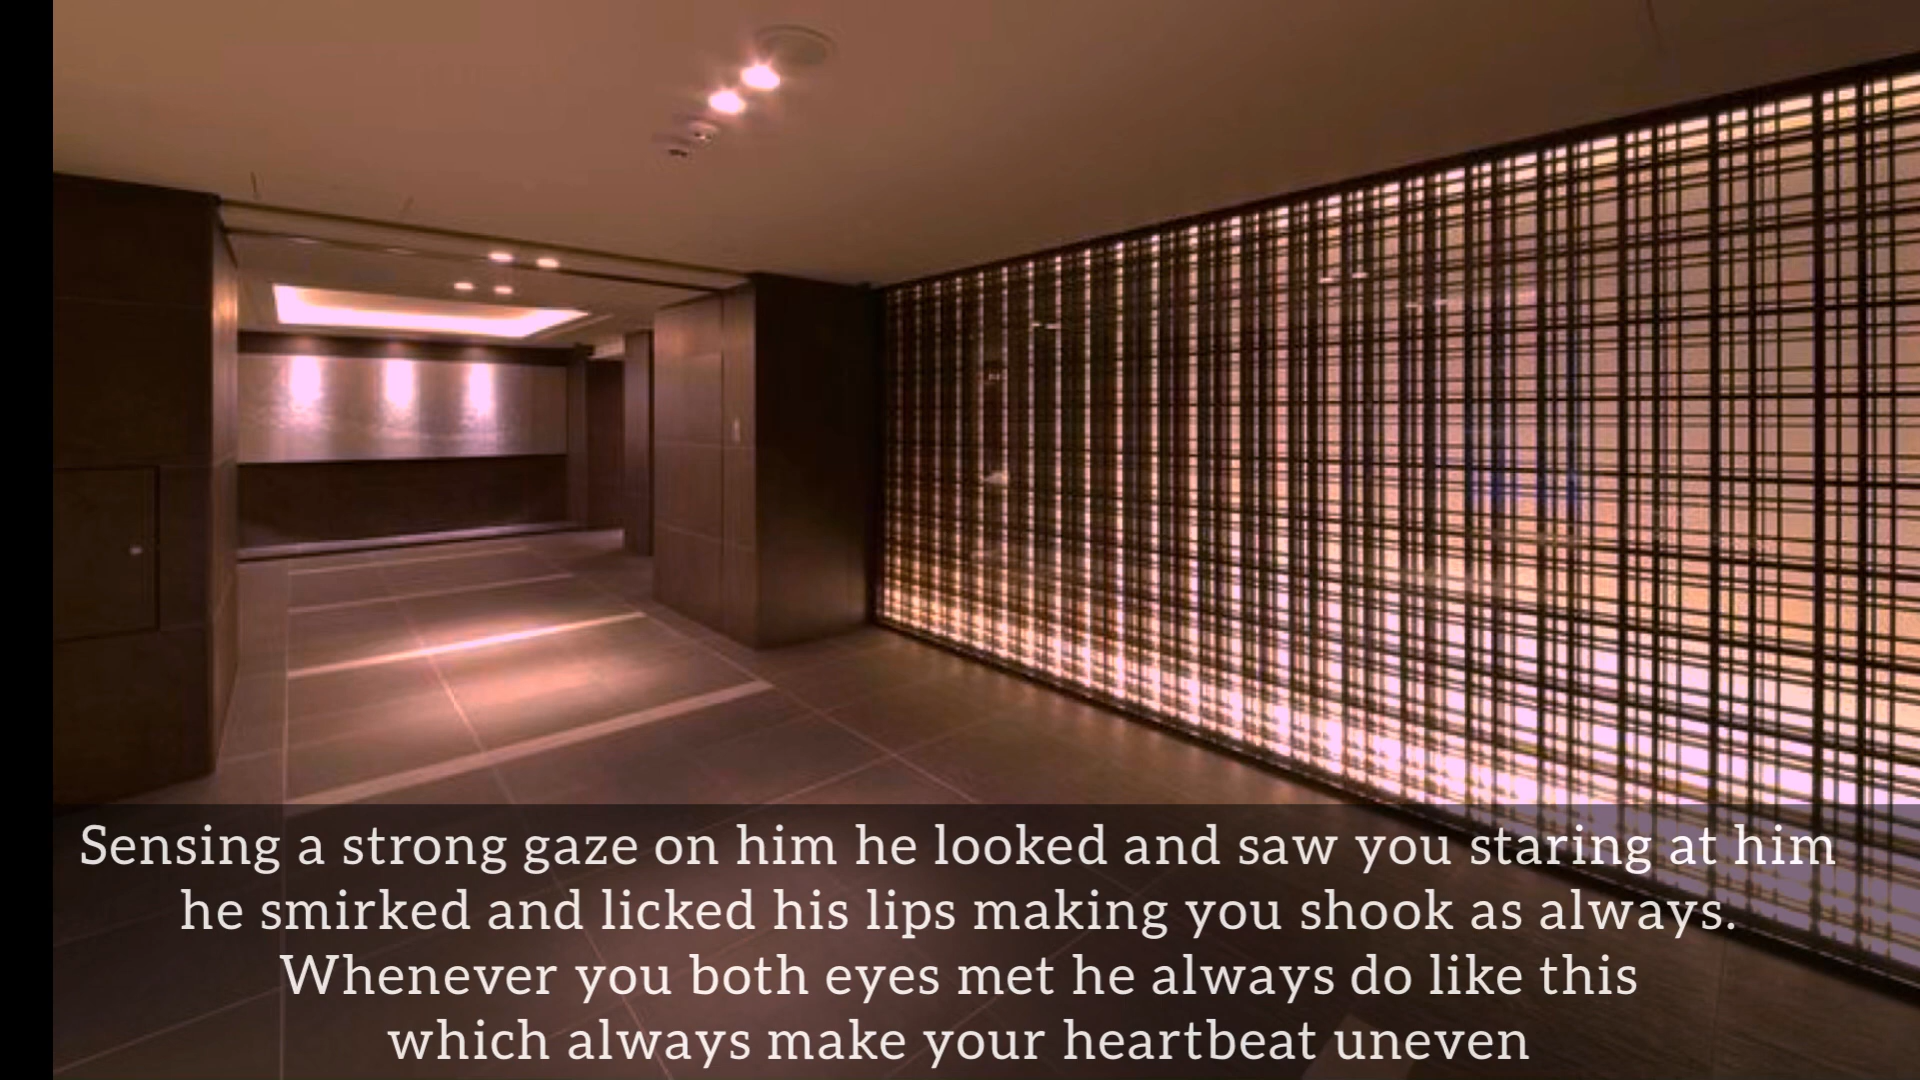 Sensing a strong gaze on him he looked and saw you staring at him
he smirked and licked his lips making you shook as always.
Whenever you both eyes met he always do like this
which always make your heartbeat uneven